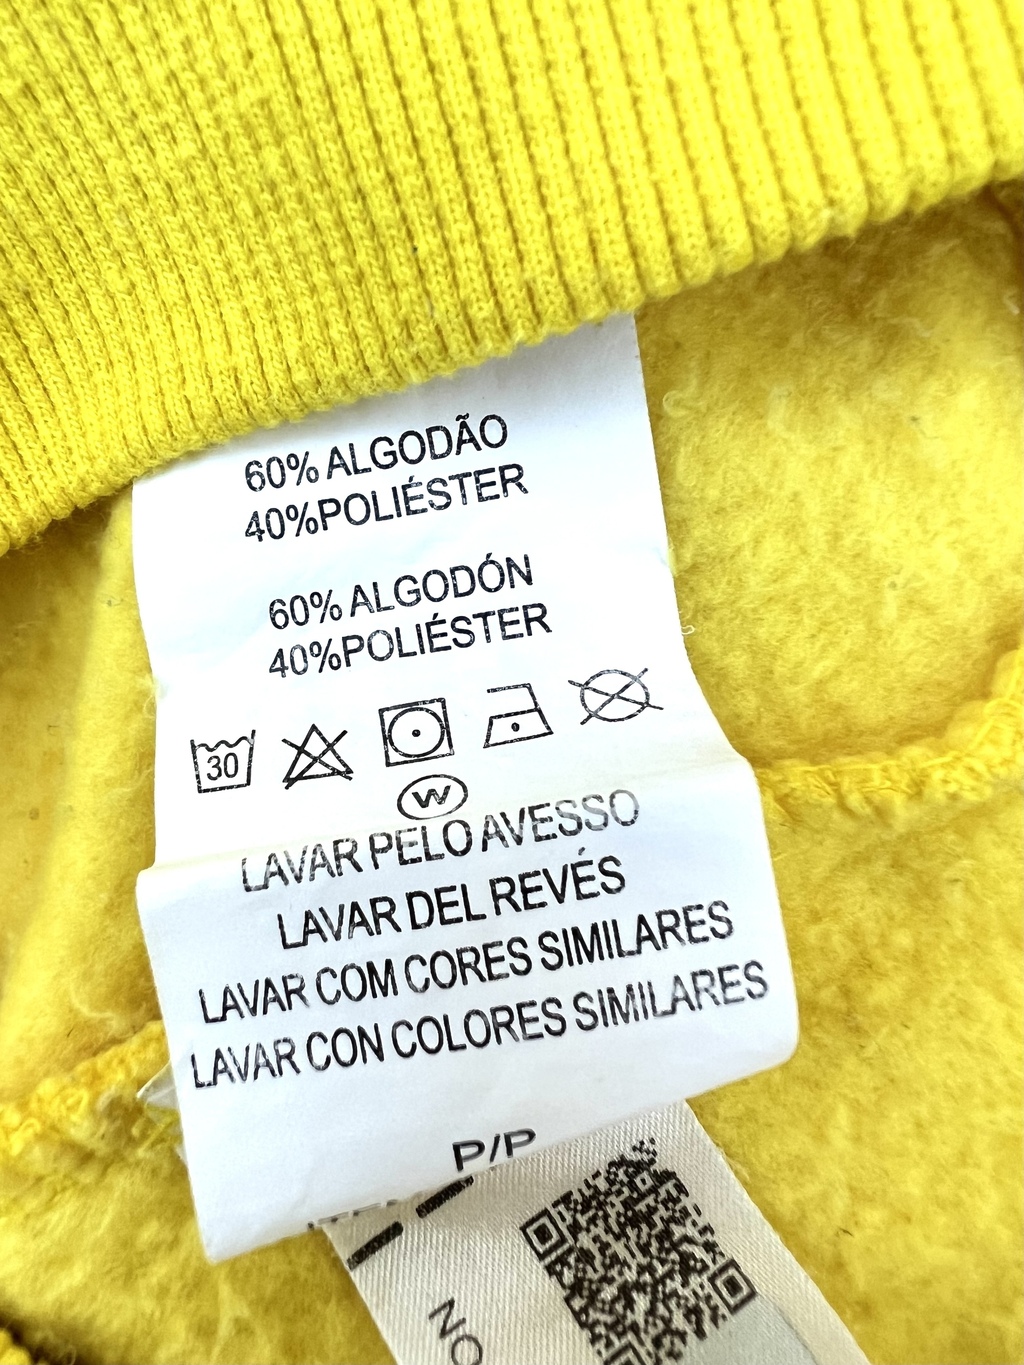 60% ALGODÃO
40%POLIÉSTER
60% ALGODÓN
40%POLIÉSTER
30
W
LAVAR PELO AVESSO
LAVAR DEL REVÉS
LAVAR COM CORES SIMILARES
LAVAR CON COLORES SIMILARES
P/P
NO